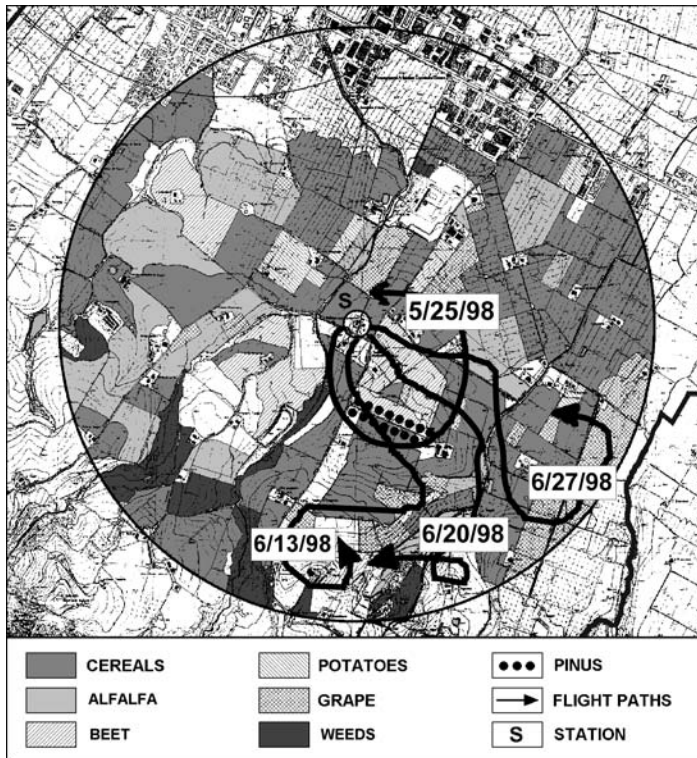 S
5/25/98
6/27/98
6/20/98
6/13/98
CEREALS
POTATOES
PINUS
ALFALFA
GRAPE
FLIGHT PATHS
BEET
WEEDS
S
STATION